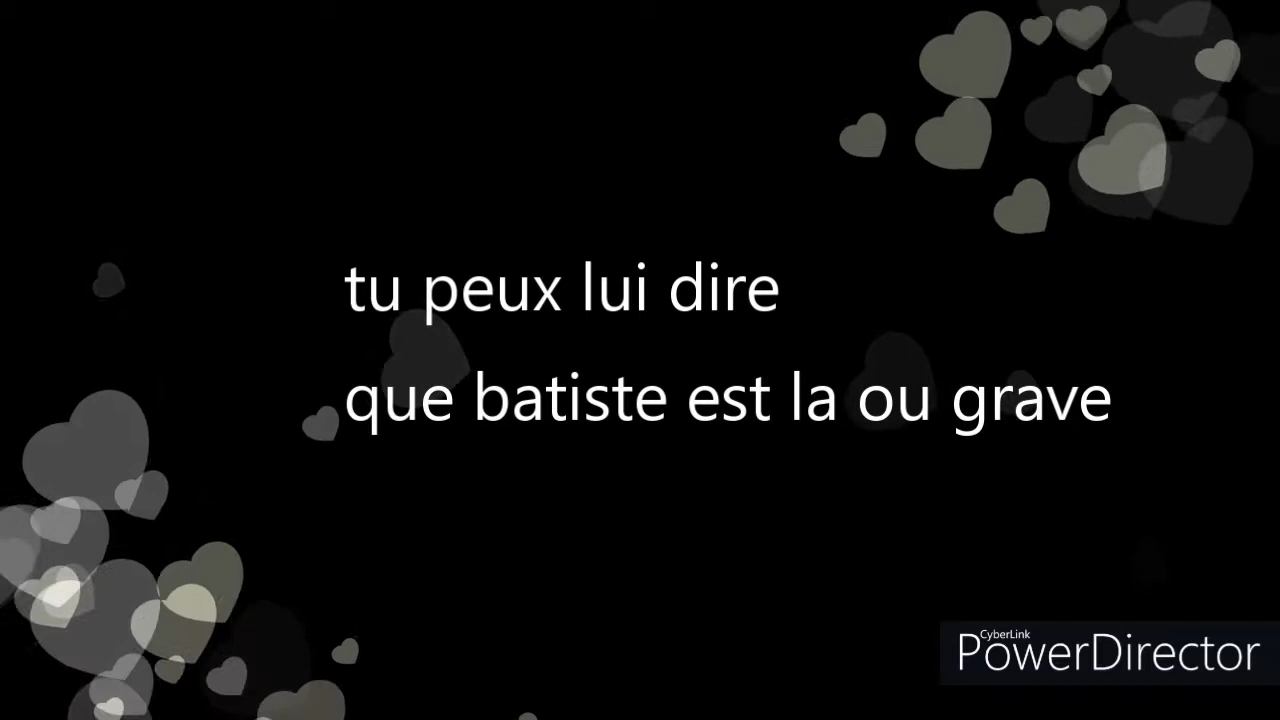 tu peux lui dire
que batiste est la ou grave
CyberLink
PowerDirector